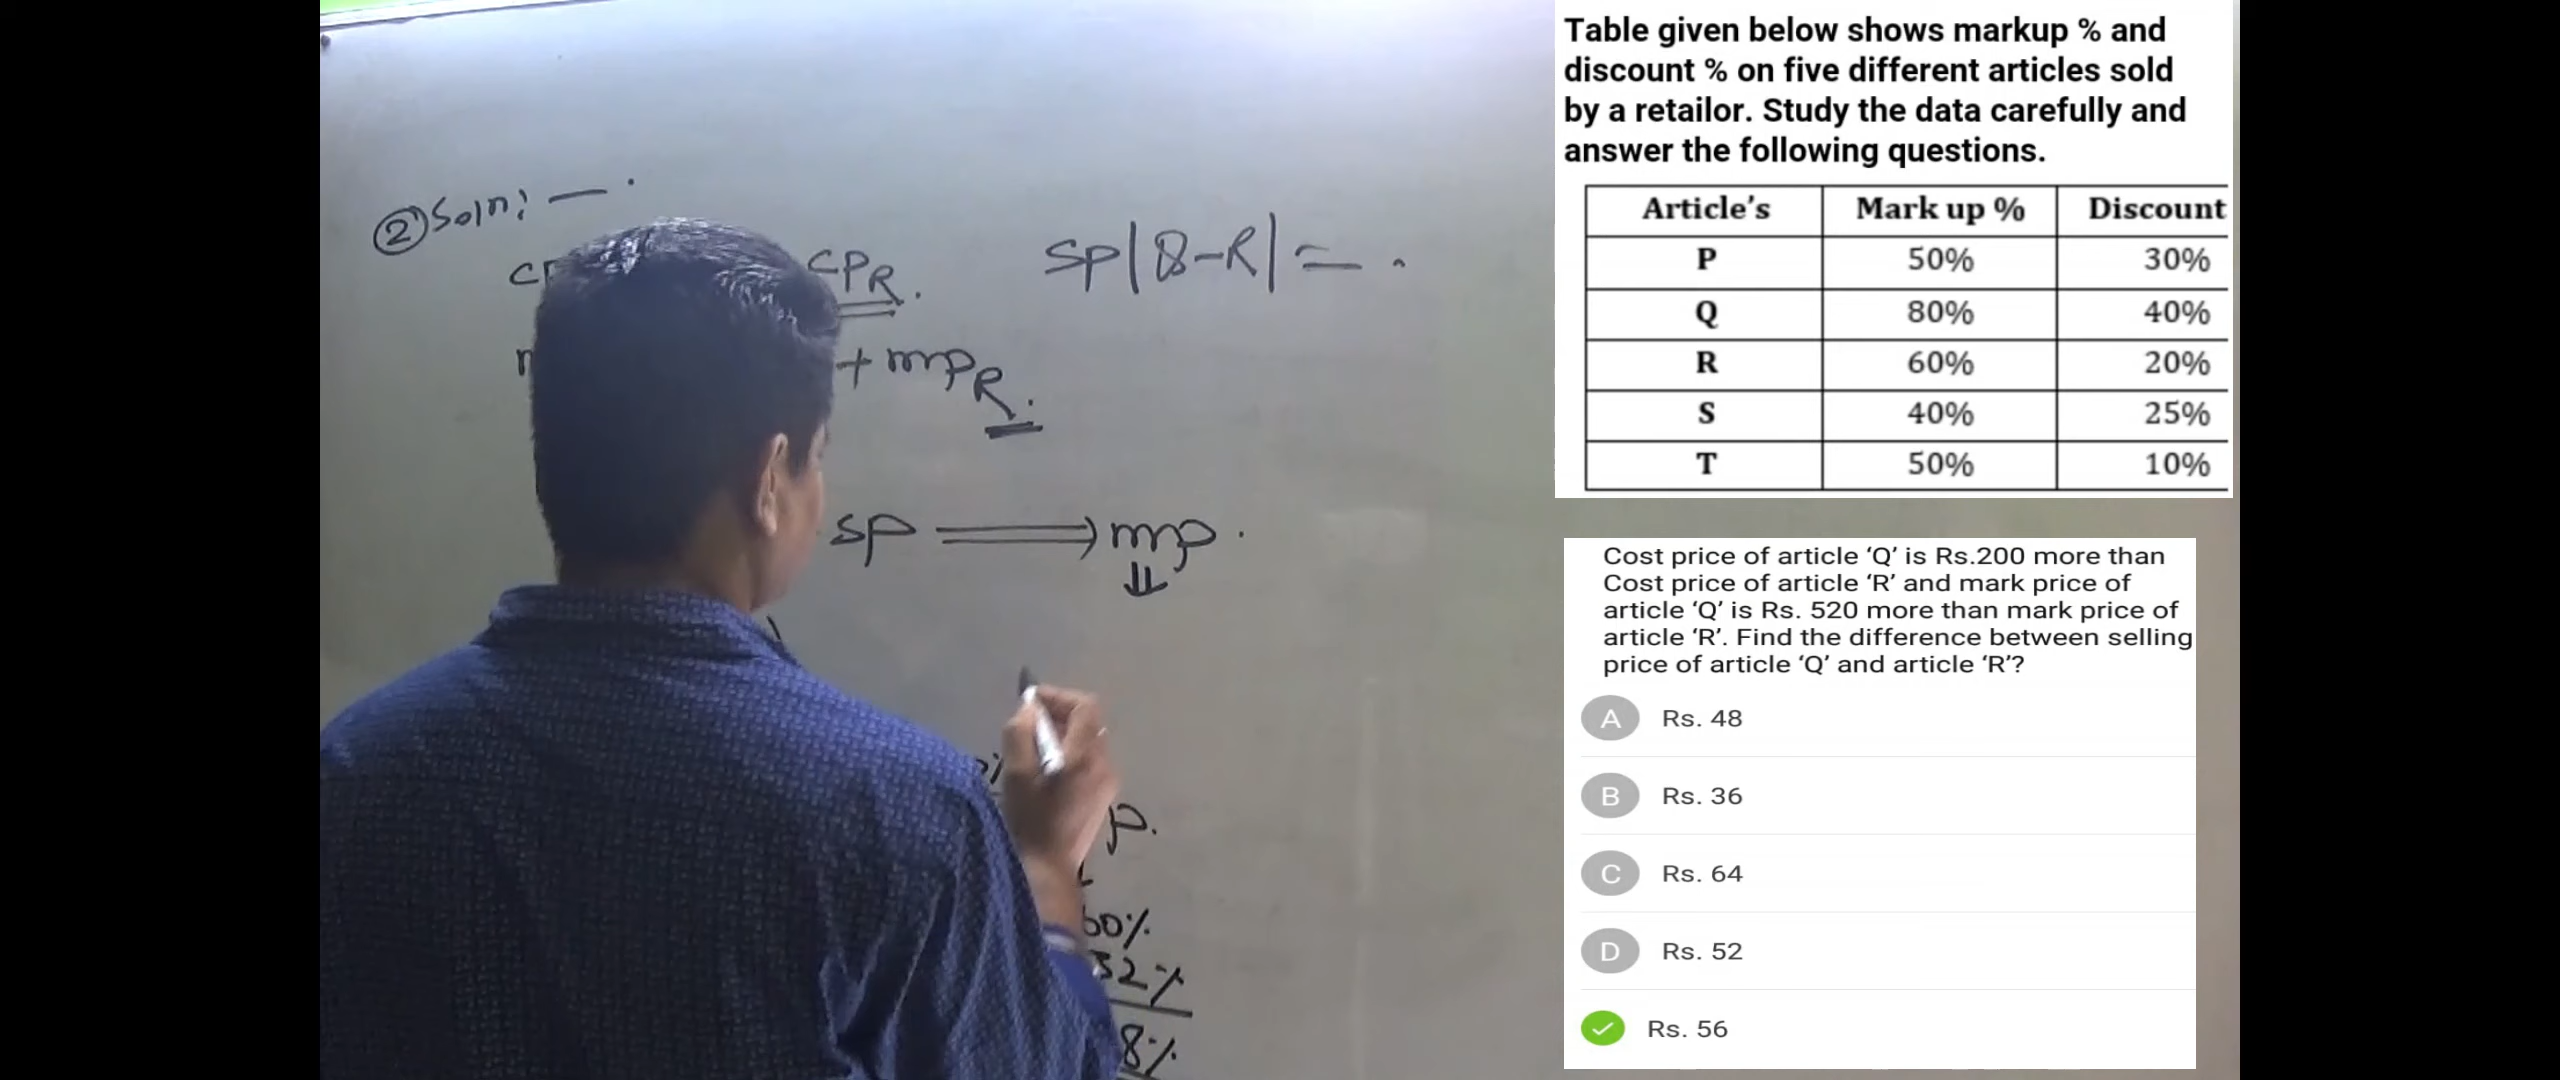 ② Soln: — .
CPR.
SP|Q-R| = .
+ mpR.
SP ⟹ mp.
⇓
p.
60%
52%
8%
Table given below shows markup % and
discount % on five different articles sold
by a retailor. Study the data carefully and
answer the following questions.
Article's Mark up % Discount
P 50% 30%
Q 80% 40%
R 60% 20%
S 40% 25%
T 50% 10%
Cost price of article ‘Q’ is Rs.200 more than
Cost price of article ‘R’ and mark price of
article ‘Q’ is Rs. 520 more than mark price of
article ‘R’. Find the difference between selling
price of article ‘Q’ and article ‘R’?
A Rs. 48
B Rs. 36
C Rs. 64
D Rs. 52
Rs. 56